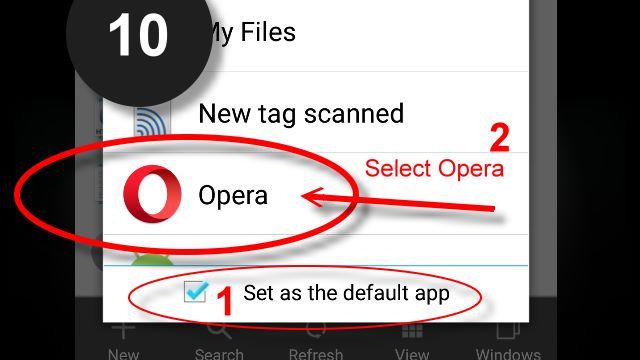 10
My Files
New tag scanned
2
Select Opera
Opera
1
Set as the default app
New
Search
Refresh
View
Windows